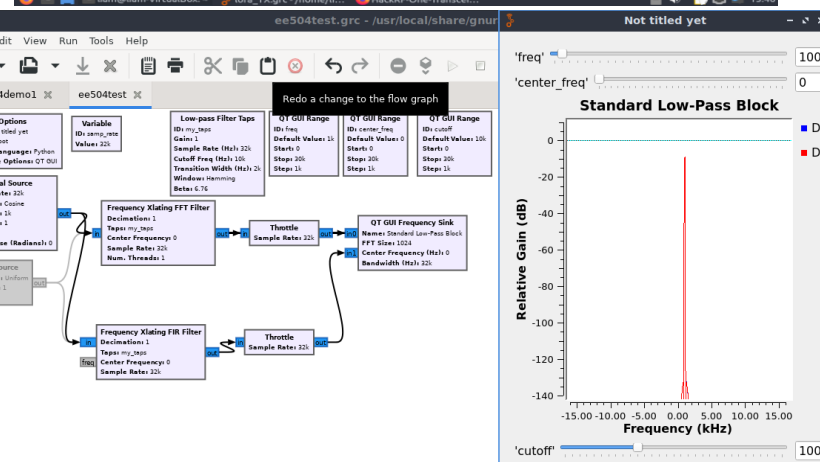 ee504test.grc - /usr/local/share/gnur
Not titled yet
dit View Run Tools Help
4demo1
ee504test
Redo a change to the flow graph
Options
titled yet
Language: Python
Options: QT GUI
Variable
ID: samp_rate
Value: 32k
Low-pass Filter Taps
ID: my_taps
Gain: 1
Sample Rate (Hz): 32k
Cutoff Freq (Hz): 10k
Transition Width (Hz): 2k
Window: Hamming
Beta: 6.76
QT GUI Range
ID: freq
Default Value: 1k
Start: 0
Stop: 30k
Step: 1k
QT GUI Range
ID: center_freq
Default Value: 0
Start: 0
Stop: 30k
Step: 1k
QT GUI Range
ID: cutoff
Default Value: 10k
Start: 0
Stop: 30k
Step: 1k
al Source
te: 32k
Cosine
: 1k
: 1
se (Radians): 0
out
ource
: Uniform
: 1
out
Frequency Xlating FFT Filter
Decimation: 1
Taps: my_taps
Center Frequency: 0
Sample Rate: 32k
Num. Threads: 1
in
out
Throttle
Sample Rate: 32k
in
out
QT GUI Frequency Sink
Name: Standard Low-Pass Block
FFT Size: 1024
Center Frequency (Hz): 0
Bandwidth (Hz): 32k
in0
in1
Frequency Xlating FIR Filter
Decimation: 1
Taps: my_taps
Center Frequency: 0
Sample Rate: 32k
in
freq
out
Throttle
Sample Rate: 32k
in
out
'freq'
100
'center_freq'
0
Standard Low-Pass Block
D
D
Relative Gain (dB)
0
-20
-40
-60
-80
-100
-120
-140
-15.00 -10.00 -5.00 0.00 5.00 10.00 15.00
Frequency (kHz)
'cutoff'
100